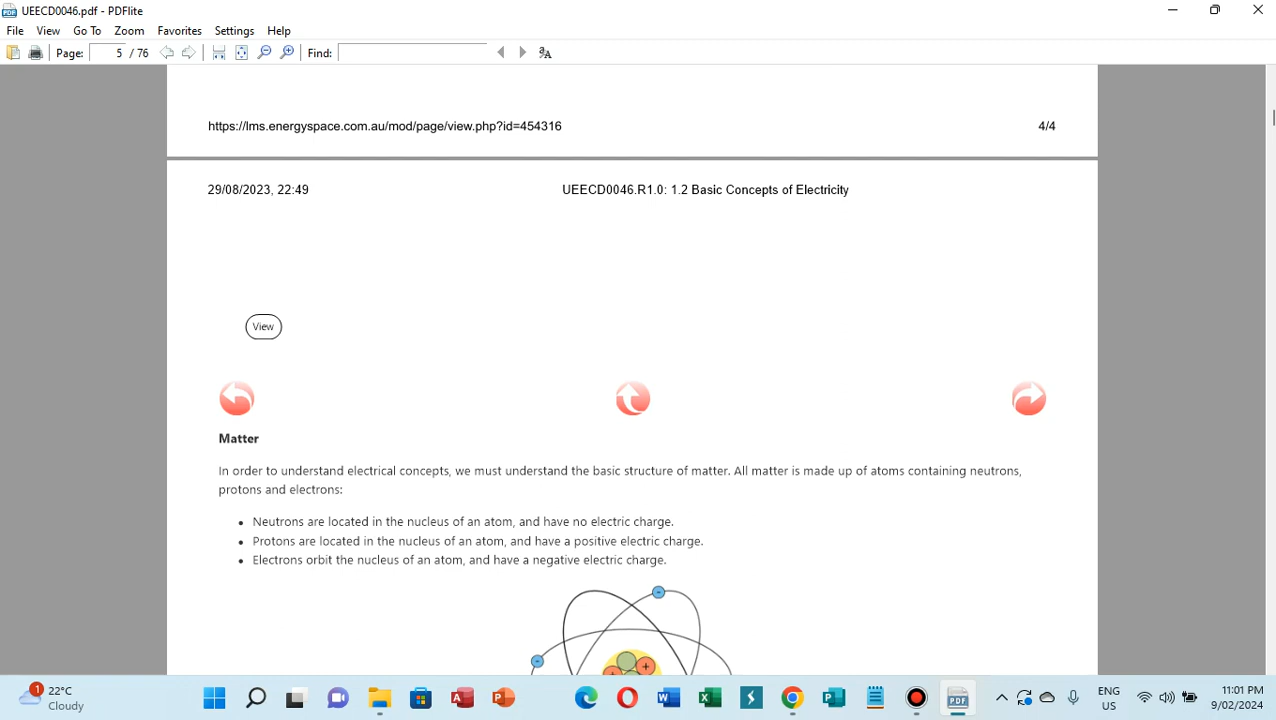 UEECD0046.pdf - PDFlite
File View Go To Zoom Favorites Settings Help
Page: 5 / 76 Find:
https://lms.energyspace.com.au/mod/page/view.php?id=454316 4/4
29/08/2023, 22:49 UEECD0046.R1.0: 1.2 Basic Concepts of Electricity
View
Matter
In order to understand electrical concepts, we must understand the basic structure of matter. All matter is made up of atoms containing neutrons,
protons and electrons:
• Neutrons are located in the nucleus of an atom, and have no electric charge.
• Protons are located in the nucleus of an atom, and have a positive electric charge.
• Electrons orbit the nucleus of an atom, and have a negative electric charge.
-
-
+
+
1 22°C
Cloudy
ENG
US
11:01 PM
9/02/2024